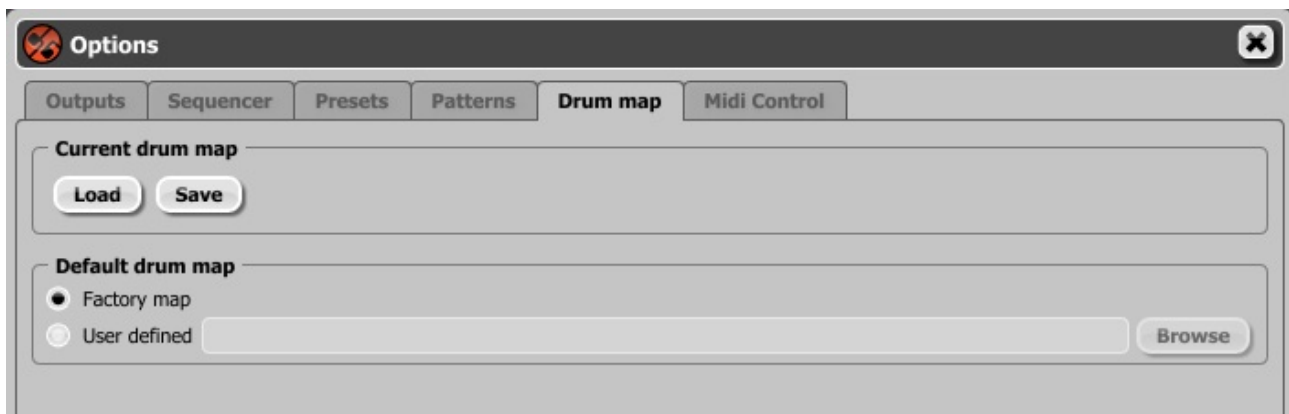 Options
Outputs Sequencer Presets Patterns Drum map Midi Control
Current drum map
Load Save
Default drum map
Factory map
User defined Browse